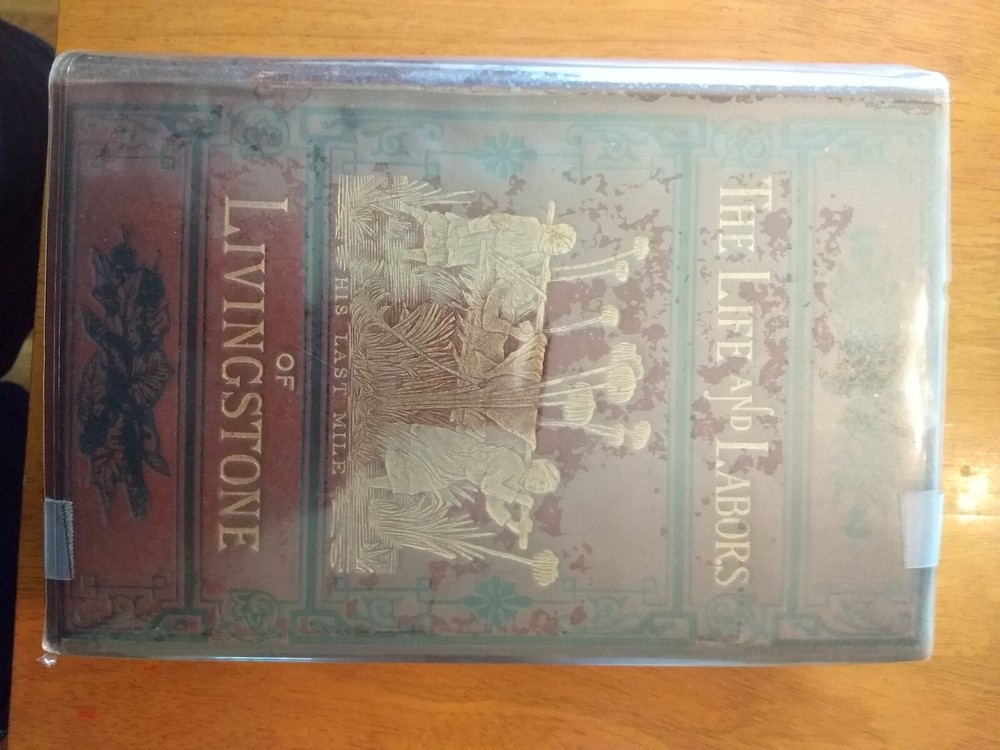 THE LIFE AND LABORS
OF
LIVINGSTONE
HIS LAST MILE